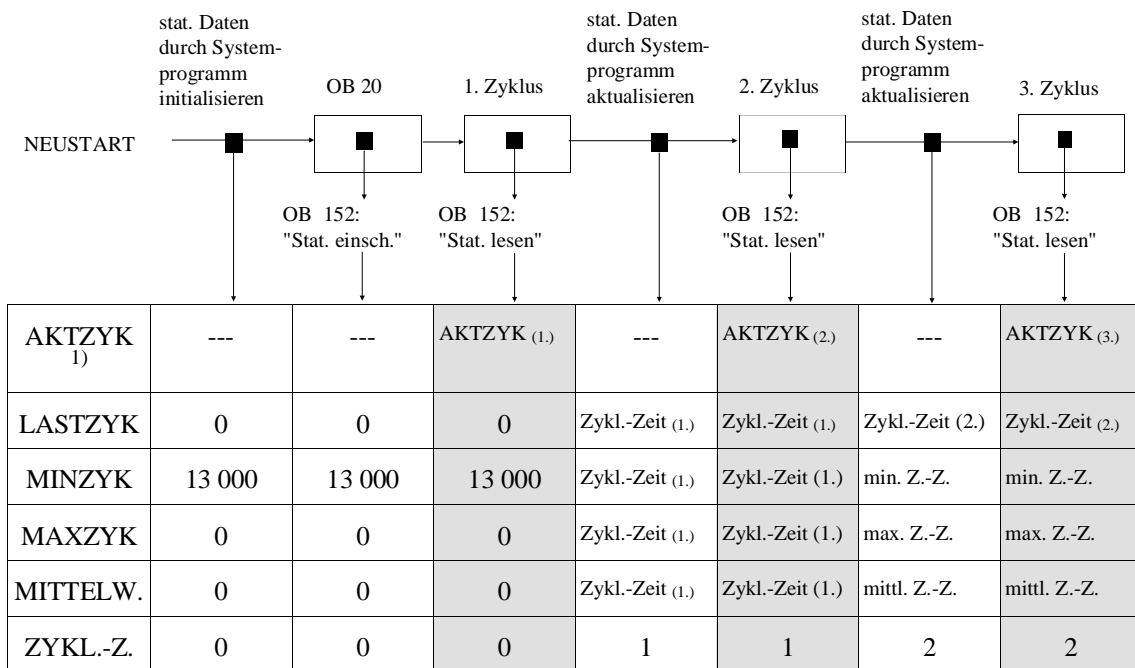 stat. Daten
durch System-
programm
initialisieren
OB 20
1. Zyklus
stat. Daten
durch System-
programm
aktualisieren
2. Zyklus
stat. Daten
durch System-
programm
aktualisieren
3. Zyklus
NEUSTART
OB 152:
"Stat. einsch."
OB 152:
"Stat. lesen"
OB 152:
"Stat. lesen"
OB 152:
"Stat. lesen"
AKTZYK 1) --- --- AKTZYK (1.) --- AKTZYK (2.) --- AKTZYK (3.)
LASTZYK 0 0 0 Zykl.-Zeit (1.) Zykl.-Zeit (1.) Zykl.-Zeit (2.) Zykl.-Zeit (2.)
MINZYK 13 000 13 000 13 000 Zykl.-Zeit (1.) Zykl.-Zeit (1.) min. Z.-Z. min. Z.-Z.
MAXZYK 0 0 0 Zykl.-Zeit (1.) Zykl.-Zeit (1.) max. Z.-Z. max. Z.-Z.
MITTELW. 0 0 0 Zykl.-Zeit (1.) Zykl.-Zeit (1.) mittl. Z.-Z. mittl. Z.-Z.
ZYKL.-Z. 0 0 0 1 1 2 2